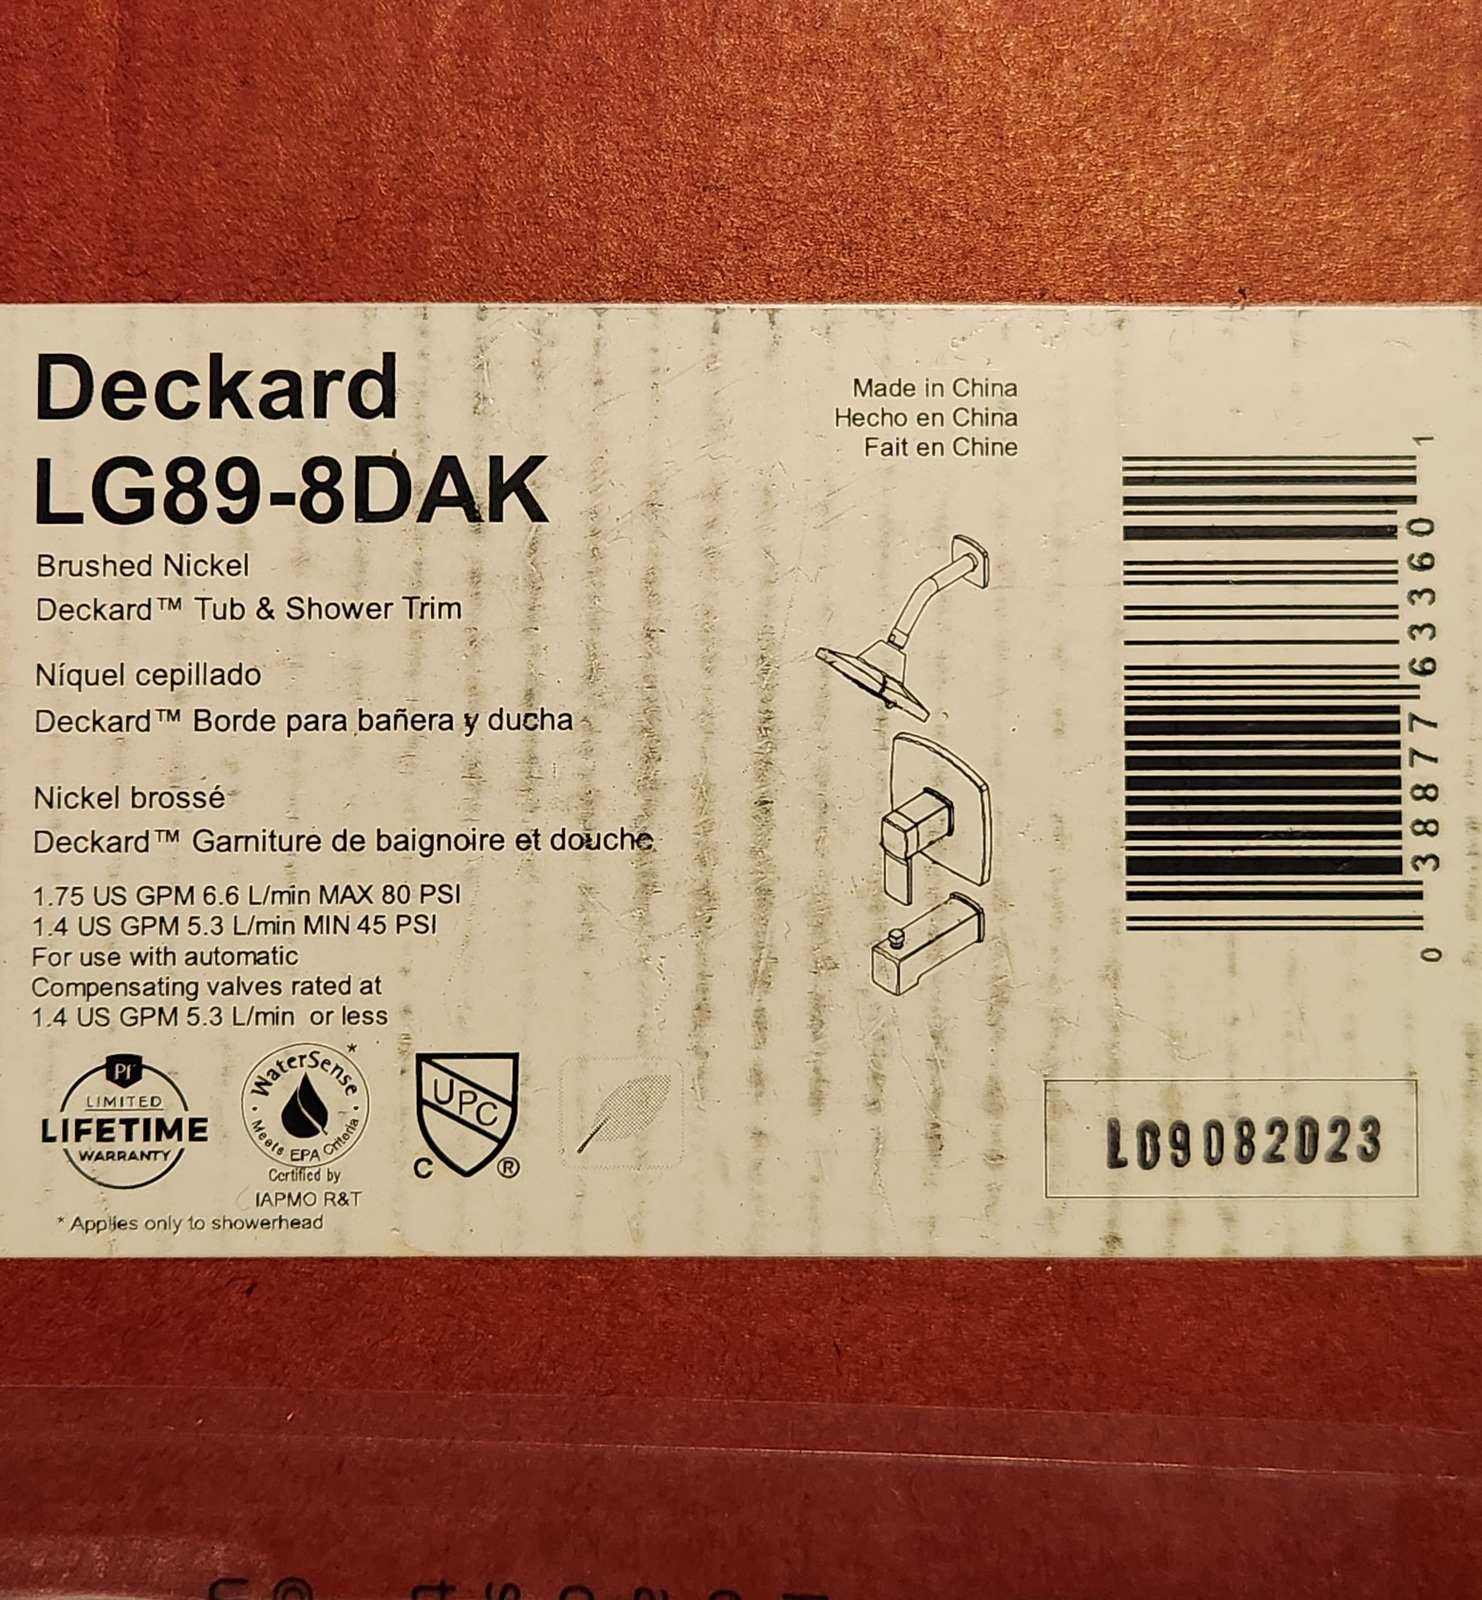 Deckard
LG89-8DAK
Brushed Nickel
Deckard™ Tub & Shower Trim
Níquel cepillado
Deckard™ Borde para bañera y ducha
Nickel brossé
Deckard™ Garniture de baignoire et douche
1.75 US GPM 6.6 L/min MAX 80 PSI
1.4 US GPM 5.3 L/min MIN 45 PSI
For use with automatic
Compensating valves rated at
1.4 US GPM 5.3 L/min or less
Pf
LIMITED
LIFETIME
WARRANTY
WaterSense
*
Meets EPA Criteria
Certified by
IAPMO R&T
UPC
C ®
* Applies only to showerhead
Made in China
Hecho en China
Fait en Chine
0 38877 63360 1
L09082023